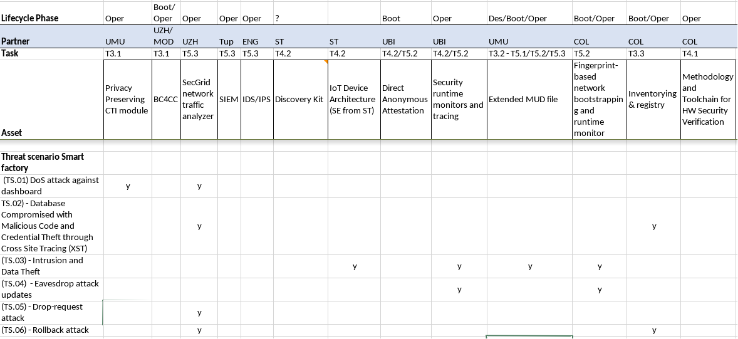 Lifecycle Phase Oper Boot/ Oper Oper Oper Oper ? Boot Oper Des/Boot/Oper Boot/Oper Boot/Oper Oper
Partner UMU UZH/ MOD UZH Tup ENG ST ST UBI UBI UMU COL COL COL
Task T3.1 T3.1 T5.3 T5.3 T5.3 T4.2 T4.2 T4.2/T5.2 T4.2/T5.2 T3.2 - T5.1/T5.2/T5.3 T5.2 T3.3 T4.1
Asset
Privacy
Preserving
CTI module
BC4CC
SecGrid
network
traffic
analyzer
SIEM
IDS/IPS
Discovery Kit
IoT Device
Architecture
(SE from ST)
Direct
Anonymous
Attestation
Security
runtime
monitors and
tracing
Extended MUD file
Fingerprint-
based
network
bootstrappin
g and
runtime
monitor
Inventorying
& registry
Methodology
and
Toolchain for
HW Security
Verification
Threat scenario Smart
factory
(TS.01) DoS attack against
dashboard
y y
TS.02) - Database
Compromised with
Malicious Code and
Credential Theft through
Cross Site Tracing (XST)
y y
(TS.03) - Intrusion and
Data Theft
y y y y
(TS.04) - Eavesdrop attack
updates
y y
(TS.05) - Drop-request
attack
y
(TS.06) - Rollback attack y y